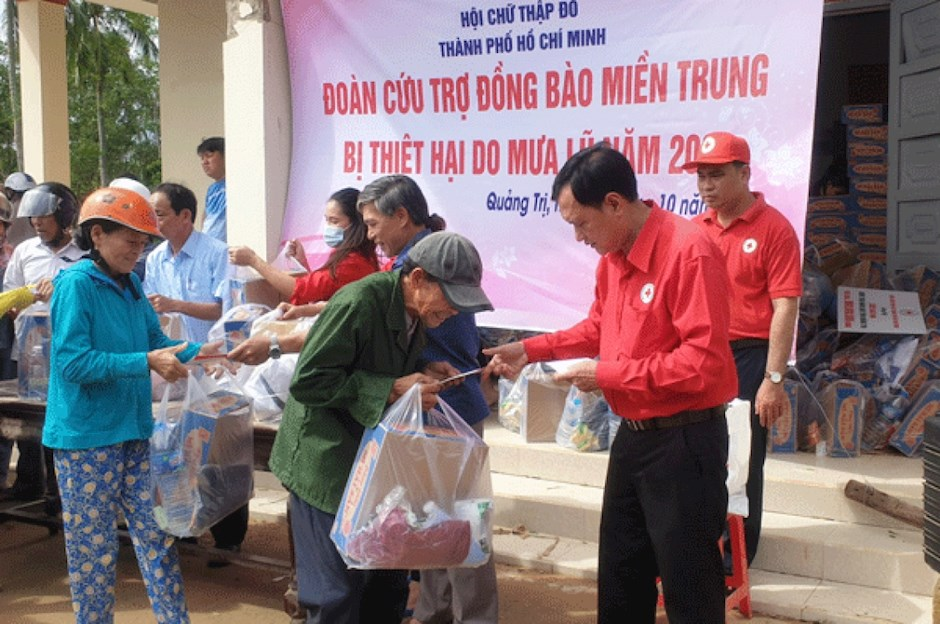 HỘI CHỮ THẬP ĐỎ
THÀNH PHỐ HỒ CHÍ MINH
ĐOÀN CỨU TRỢ ĐỒNG BÀO MIỀN TRUNG
BỊ THIỆT HẠI DO MƯA LŨ NĂM
Quảng Trị, 10 năm